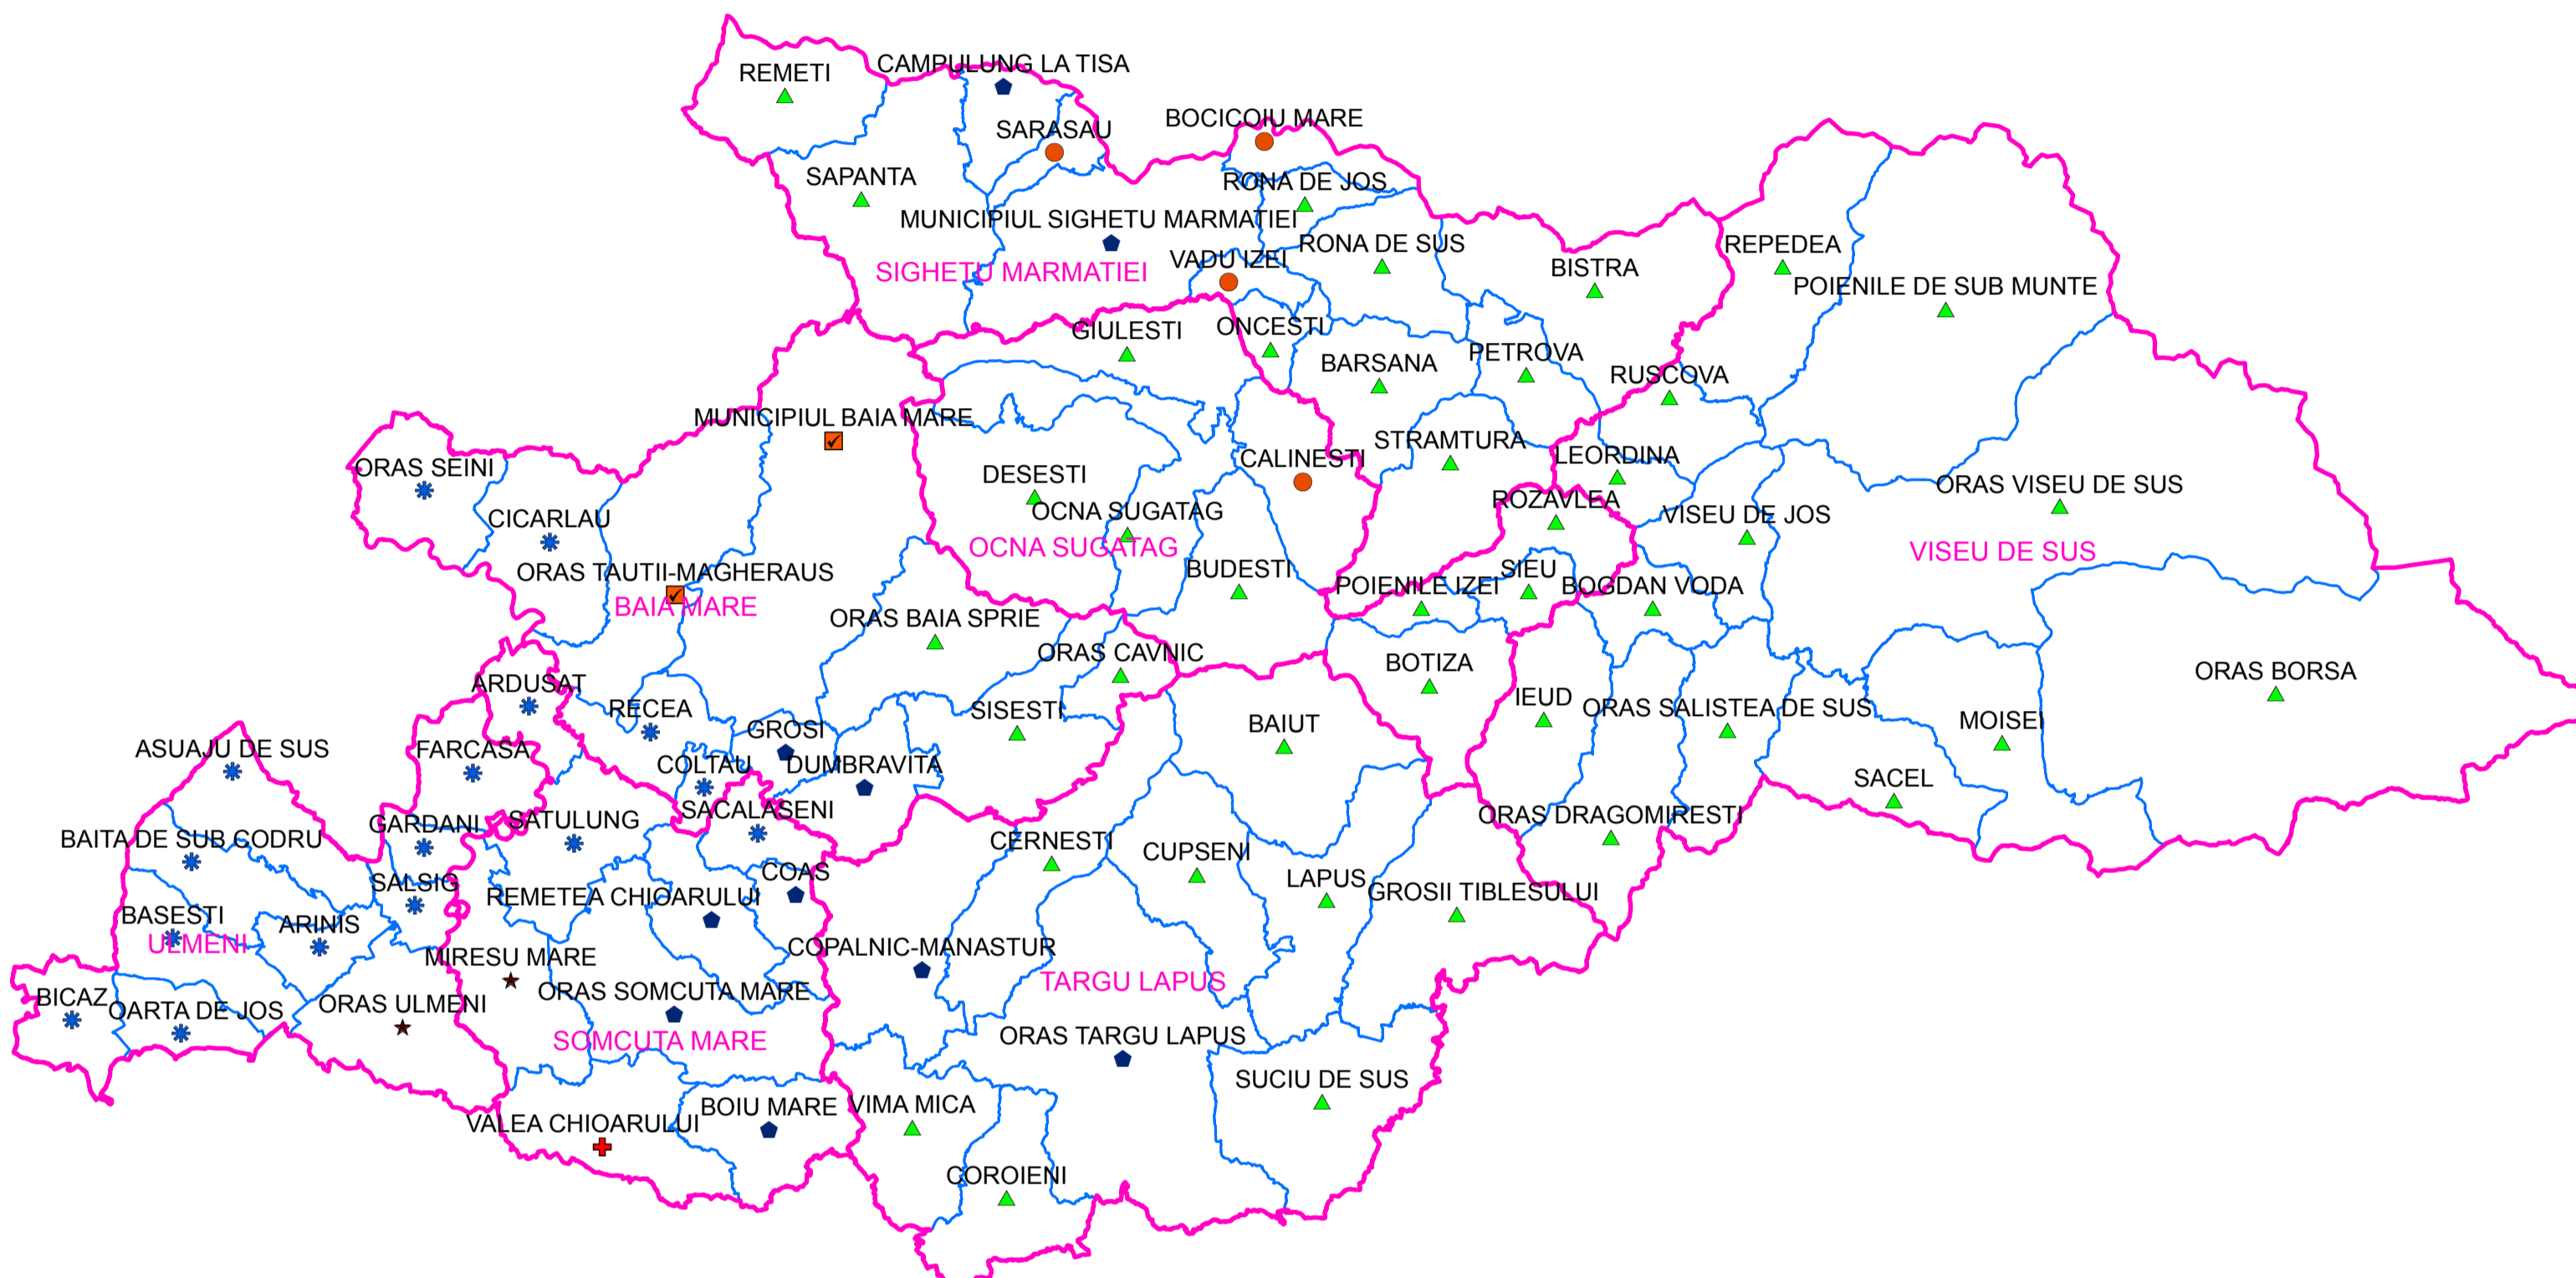 CAMPULUNG LA TISA
REMETI
BOCICOIU MARE
SARASAU
SAPANTA
RONA DE JOS
MUNICIPIUL SIGHETU MARMATIEI
RONA DE SUS
REPEDEA
VADU IZEI
BISTRA
SIGHETU MARMATIEI
POIENILE DE SUB MUNTE
GIULESTI
ONCESTI
PETROVA
BARSANA
RUSCOVA
MUNICIPIUL BAIA MARE
STRAMTURA
LEORDINA
CALINESTI
ORAS SEINI
DESESTI
ORAS VISEU DE SUS
ROZAVLEA
OCNA SUGATAG
VISEU DE JOS
CICARLAU
OCNA SUGATAG
VISEU DE SUS
BUDESTI
SIEU
ORAS TAUTII-MAGHERAUS
POIENILE IZEI
BOGDAN VODA
BAIA MARE
ORAS BAIA SPRIE
ORAS CAVNIC
BOTIZA
ORAS BORSA
ARDUSAT
IEUD
RECEA
ORAS SALISTEA DE SUS
SISESTI
MOISEI
BAIUT
GROSI
ASUAJU DE SUS
FARCASA
COLTAU
DUMBRAVITA
SACEL
SACALASENI
ORAS DRAGOMIRESTI
SATULUNG
GARDANI
BAITA DE SUB CODRU
CERNESTI
CUPSENI
COAS
LAPUS
SALSIG
GROSII TIBLESULUI
REMETEA CHIOARULUI
BASESTI
ARINIS
ULMENI
COPALNIC-MANASTUR
MIRESU MARE
TARGU LAPUS
ORAS SOMCUTA MARE
BICAZ
ORAS ULMENI
OARTA DE JOS
ORAS TARGU LAPUS
SOMCUTA MARE
SUCIU DE SUS
VIMA MICA
BOIU MARE
VALEA CHIOARULUI
COROIENI